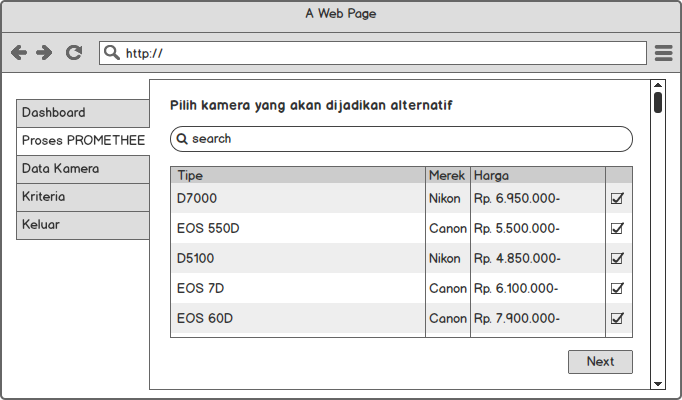 A Web Page
http://
Dashboard
Proses PROMETHEE
Data Kamera
Kriteria
Keluar
Pilih kamera yang akan dijadikan alternatif
search
Tipe Merek Harga
D7000 Nikon Rp. 6.950.000-
EOS 550D Canon Rp. 5.500.000-
D5100 Nikon Rp. 4.850.000-
EOS 7D Canon Rp. 6.100.000-
EOS 60D Canon Rp. 7.900.000-
Next